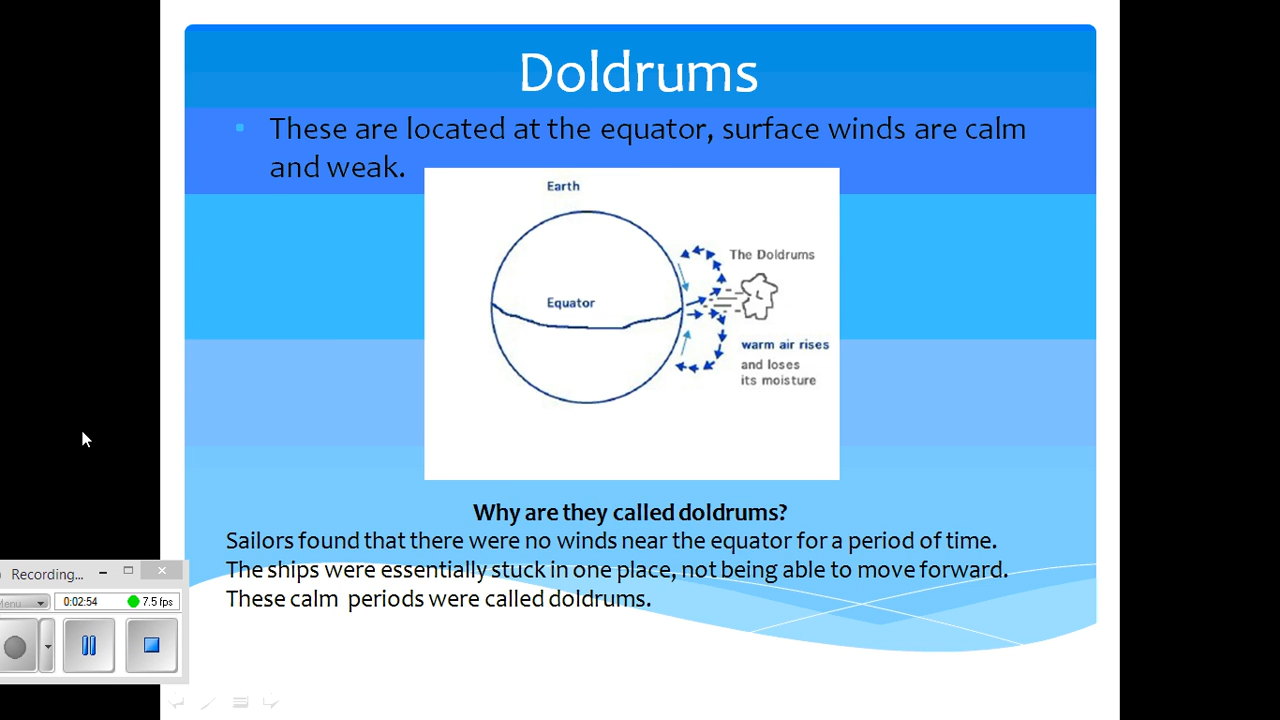 Doldrums
These are located at the equator, surface winds are calm
and weak.
Earth
The Doldrums
Equator
warm air rises
and loses
its moisture
Why are they called doldrums?
Sailors found that there were no winds near the equator for a period of time.
The ships were essentially stuck in one place, not being able to move forward.
These calm  periods were called doldrums.
Recording...
Menu
0:02:54
7.5 fps